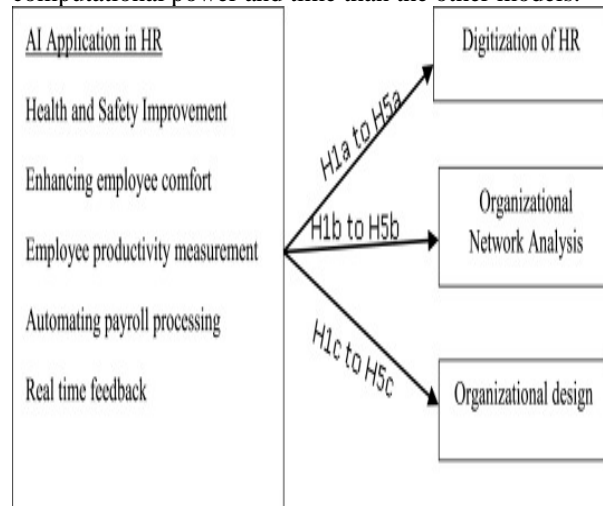 computational power and time than the other models.
AI Application in HR
Health and Safety Improvement
Enhancing employee comfort
Employee productivity measurement
Automating payroll processing
Real time feedback
H1a to H5a
H1b to H5b
H1c to H5c
Digitization of HR
Organizational
Network Analysis
Organizational design